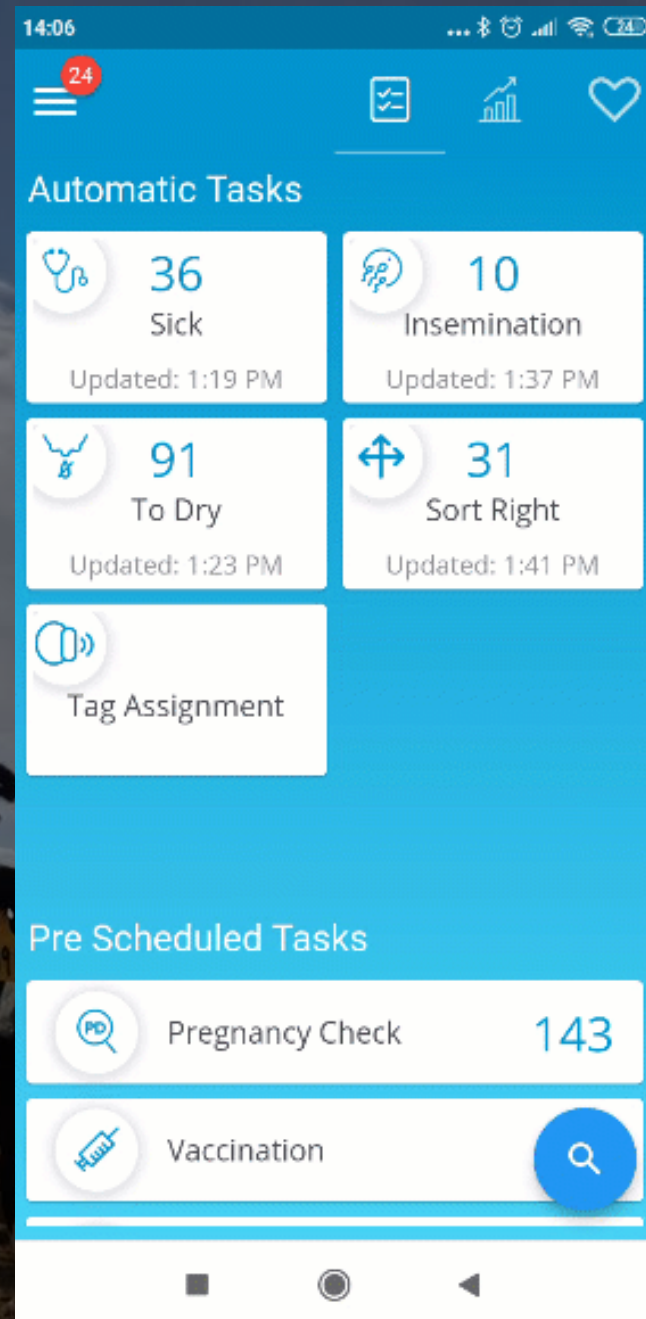 14:06
24
24
Automatic Tasks
36
Sick
Updated: 1:19 PM
10
Insemination
Updated: 1:37 PM
91
To Dry
Updated: 1:23 PM
31
Sort Right
Updated: 1:41 PM
Tag Assignment
Pre Scheduled Tasks
PD
Pregnancy Check
143
Vaccination